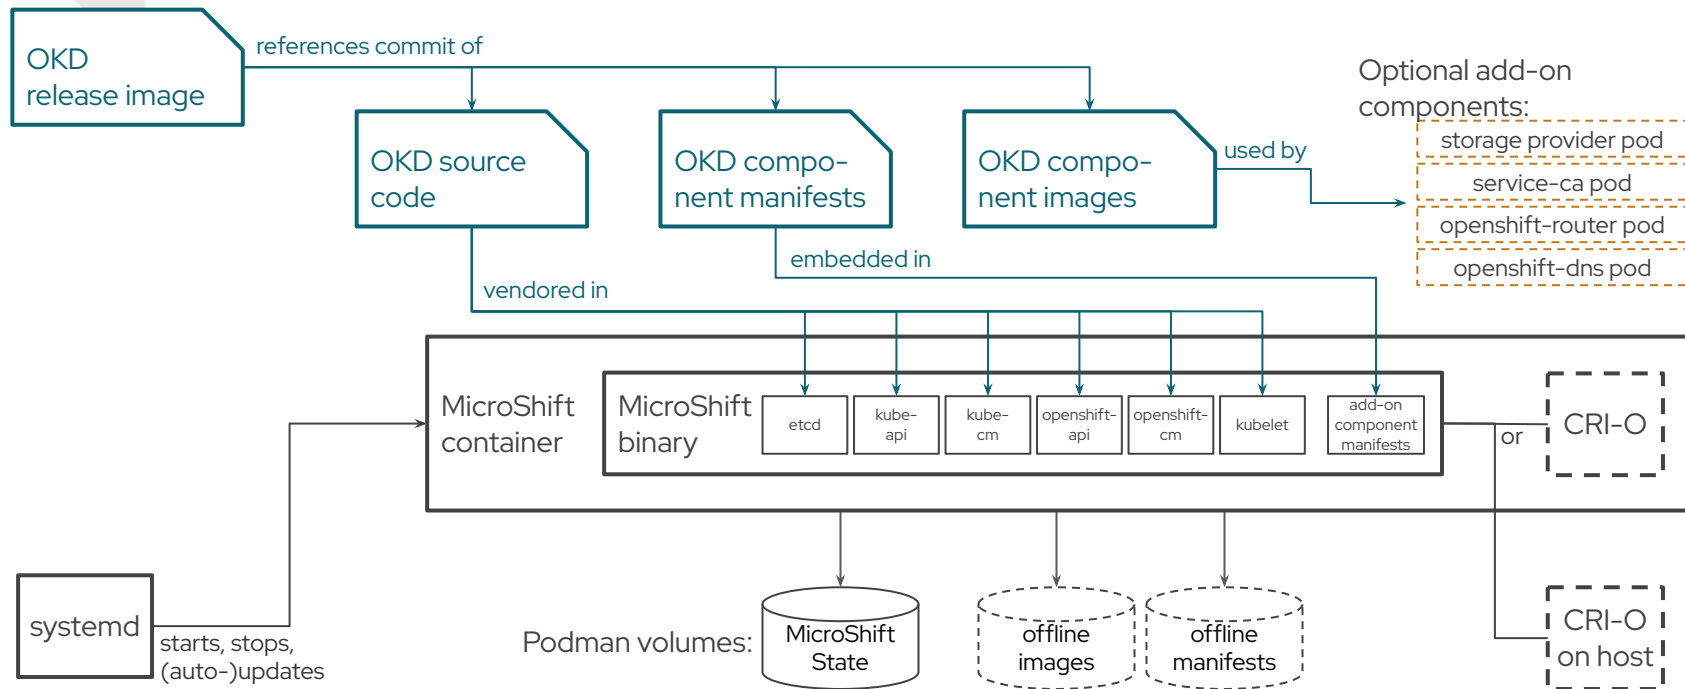 OKD
release image
references commit of
OKD source
code
OKD compo-
nent manifests
OKD compo-
nent images
used by
Optional add-on
components:
storage provider pod
service-ca pod
openshift-router pod
openshift-dns pod
embedded in
vendored in
MicroShift
container
MicroShift
binary
etcd
kube-
api
kube-
cm
openshift-
api
openshift-
cm
kubelet
add-on
component
manifests
or
CRI-O
systemd
starts, stops,
(auto-)updates
Podman volumes:
MicroShift
State
offline
images
offline
manifests
CRI-O
on host